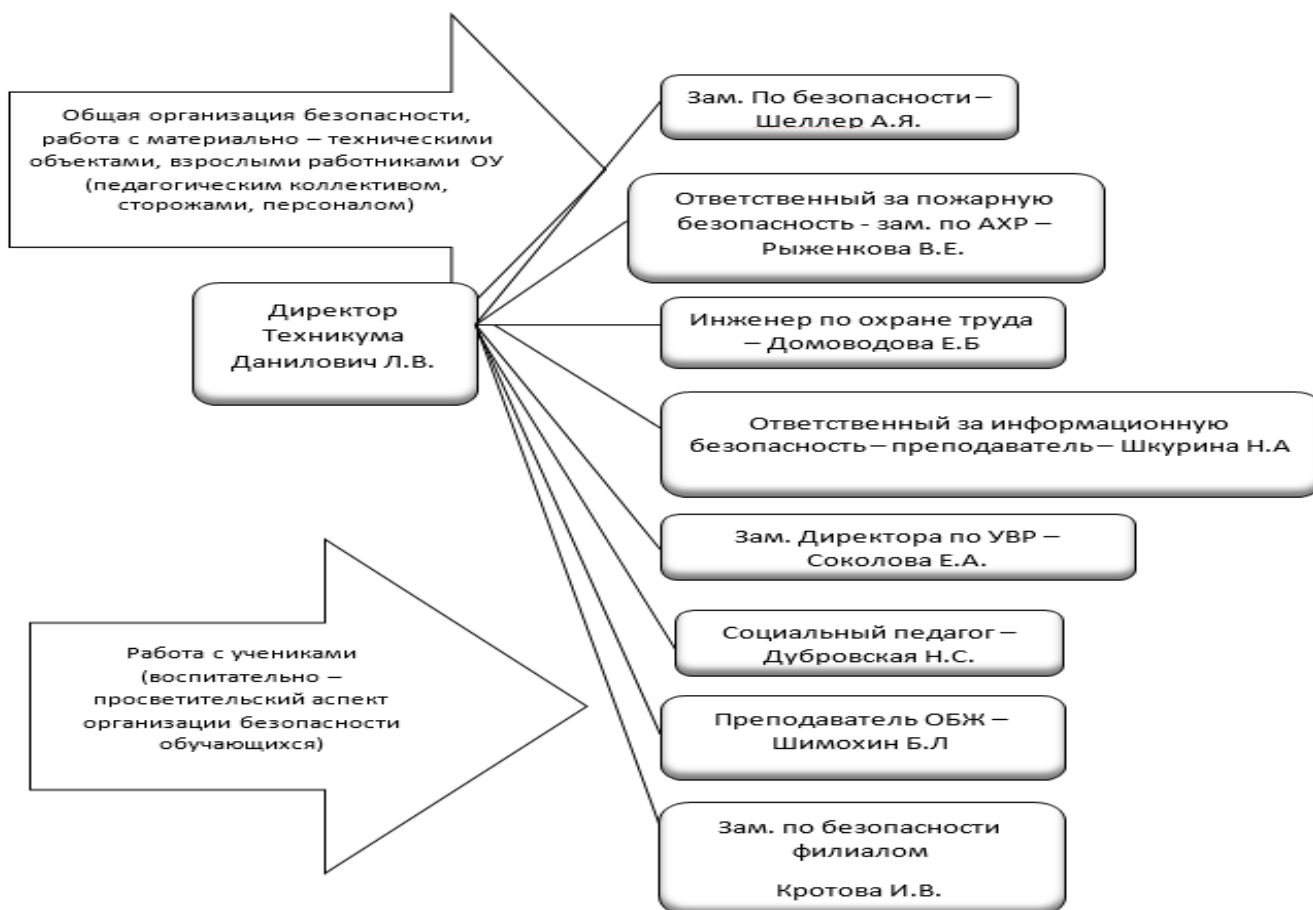 Общая организация безопасности,
работа с материально – техническими
объектами, взрослыми работниками ОУ
(педагогическим коллективом,
сторожами, персоналом)
Зам. По безопасности –
Шеллер А.Я.
Ответственный за пожарную
безопасность - зам. по АХР –
Рыженкова В.Е.
Директор
Техникума
Данилович Л.В.
Инженер по охране труда
– Домоводова Е.Б
Ответственный за информационную
безопасность – преподаватель – Шкурина Н.А
Зам. Директора по УВР –
Соколова Е.А.
Работа с учениками
(воспитательно –
просветительский аспект
организации безопасности
обучающихся)
Социальный педагог –
Дубровская Н.С.
Преподаватель ОБЖ –
Шимохин Б.Л
Зам. по безопасности
филиалом
Кротова И.В.